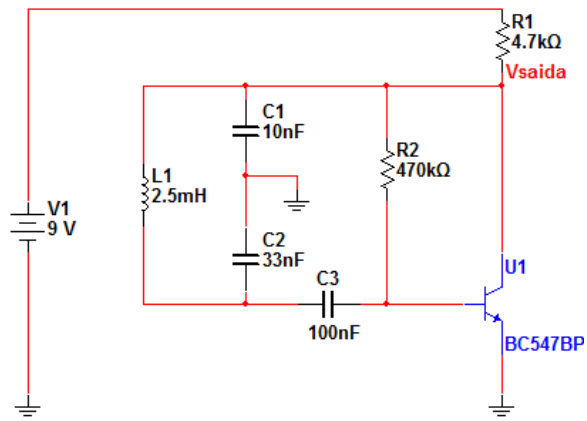 R1
4.7kΩ
Vsaida
C1
10nF
R2
470kΩ
L1
2.5mH
V1
9 V
C2
33nF
C3
100nF
U1
BC547BP